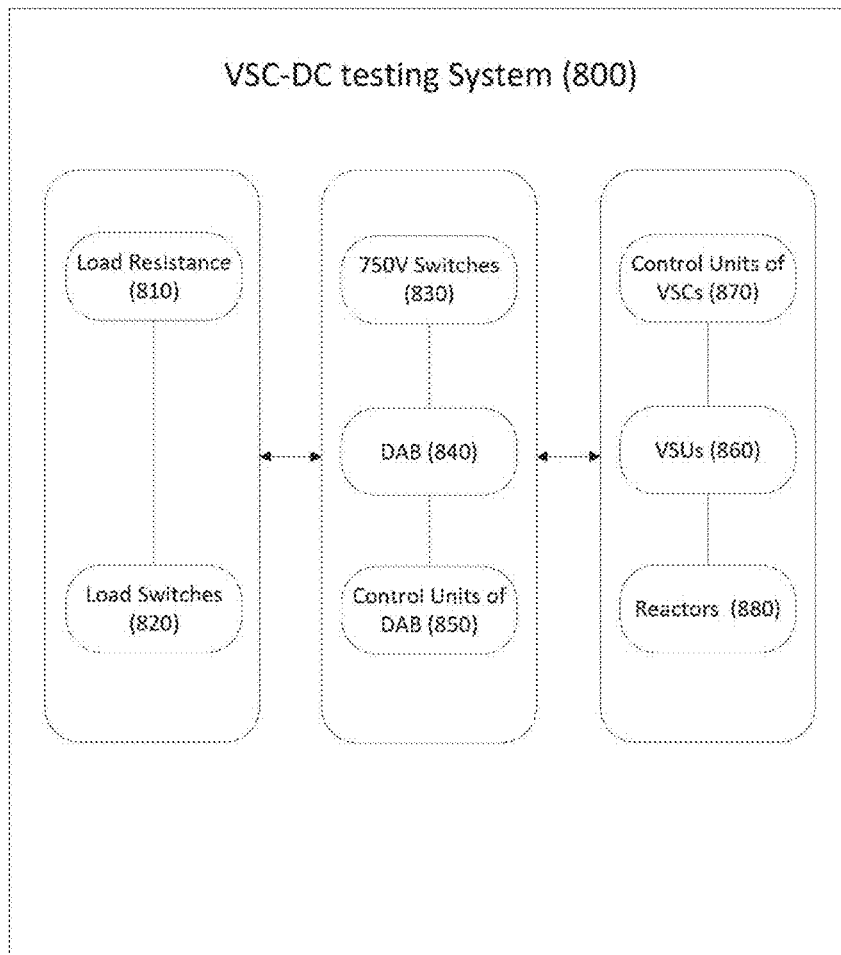 VSC-DC testing System (800)
Load Resistance
(810)
Load Switches
(820)
750V Switches
(830)
DAB (840)
Control Units of
DAB (850)
Control Units of
VSCs (870)
VSUs (860)
Reactors (880)